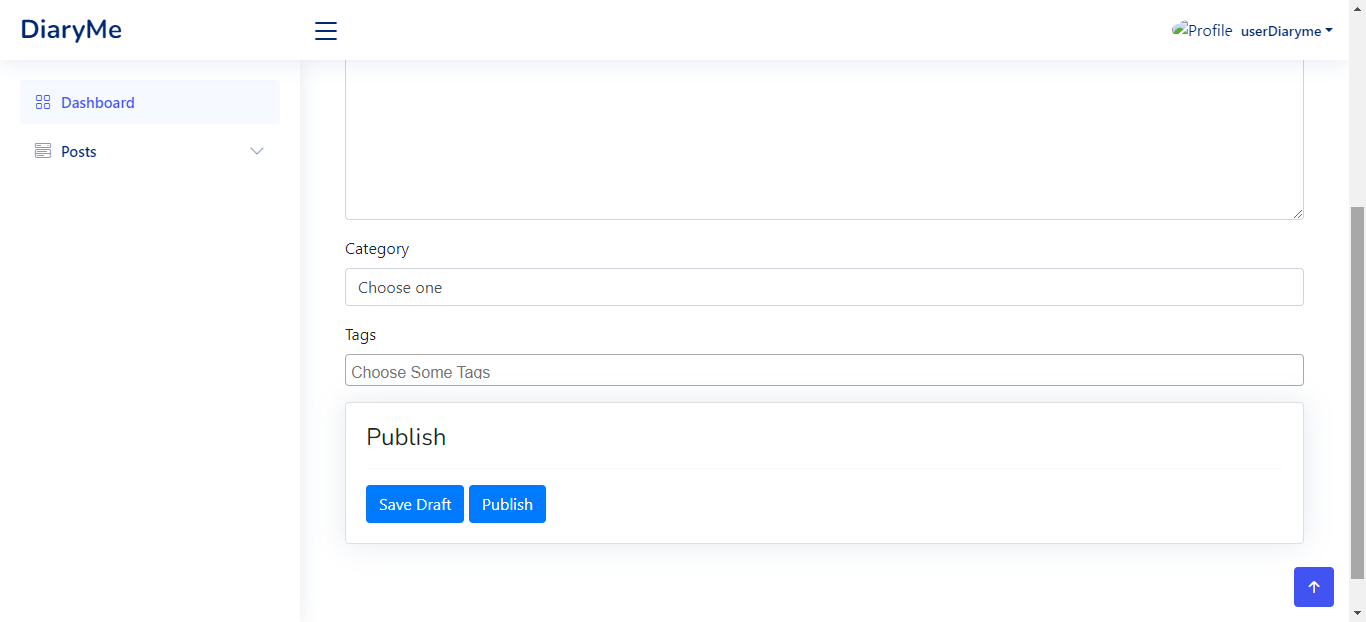 DiaryMe
Profile userDiaryme
Dashboard
Posts
Category
Choose one
Tags
Choose Some Tags
Publish
Save Draft Publish